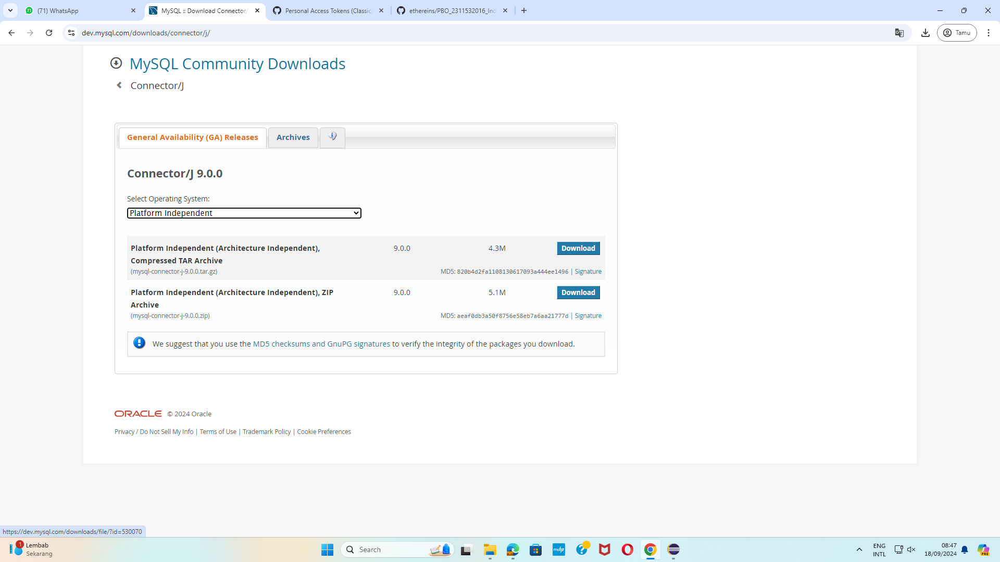 (71) WhatsApp
MySQL :: Download Connector/
Personal Access Tokens (Classic
ethereins/PBO_2311532016_Ind
dev.mysql.com/downloads/connector/j/
Tamu
MySQL Community Downloads
Connector/J
General Availability (GA) Releases
Archives
Connector/J 9.0.0
Select Operating System:
Platform Independent
Platform Independent (Architecture Independent), 9.0.0 4.3M Download
Compressed TAR Archive
(mysql-connector-j-9.0.0.tar.gz) MD5: 820b4d2fa1108130617093a444ee1496 | Signature
Platform Independent (Architecture Independent), ZIP 9.0.0 5.1M Download
Archive
(mysql-connector-j-9.0.0.zip) MD5: aeaf0db3a50f8756e58eb7a6aa21777d | Signature
We suggest that you use the MD5 checksums and GnuPG signatures to verify the integrity of the packages you download.
ORACLE © 2024 Oracle
Privacy / Do Not Sell My Info | Terms of Use | Trademark Policy | Cookie Preferences
https://dev.mysql.com/downloads/file/?id=530070
1
Lembab
Sekarang
Search
myhp
ENG
INTL
08:47
18/09/2024
PRE